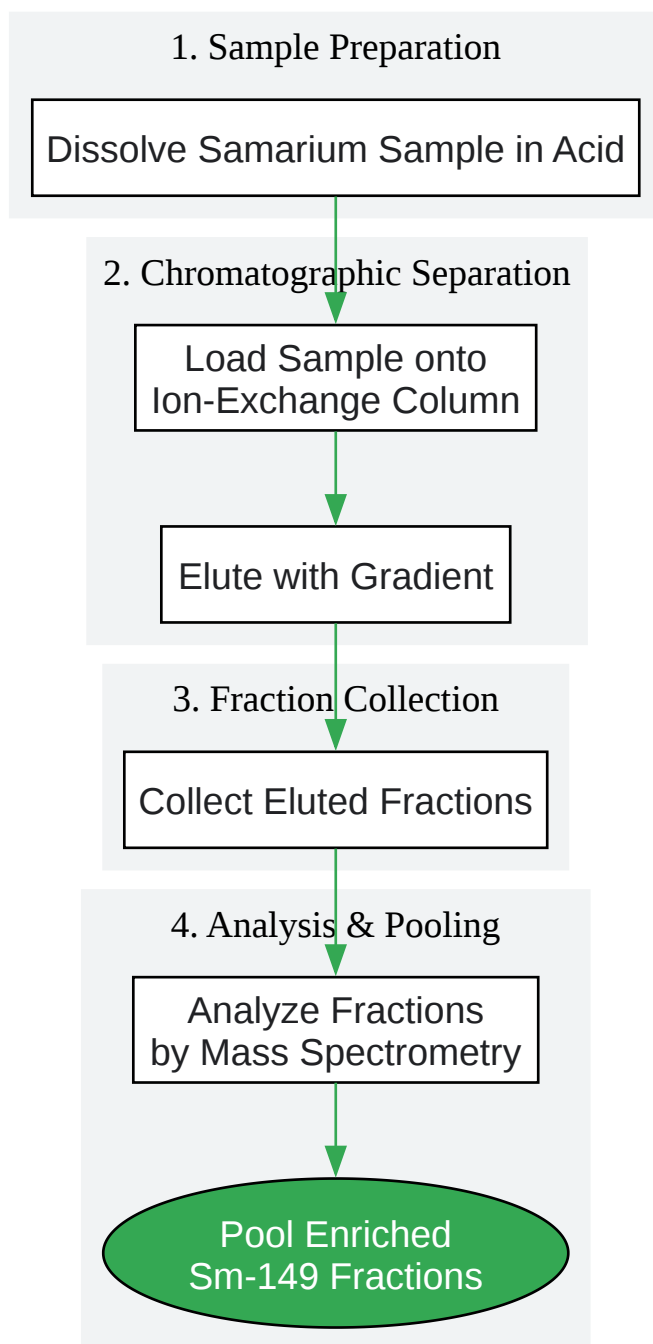 1. Sample Preparation
Dissolve Samarium Sample in Acid
2. Chromatographic Separation
Load Sample onto
Ion-Exchange Column
Elute with Gradient
3. Fraction Collection
Collect Eluted Fractions
4. Analysis & Pooling
Analyze Fractions
by Mass Spectrometry
Pool Enriched
Sm-149 Fractions